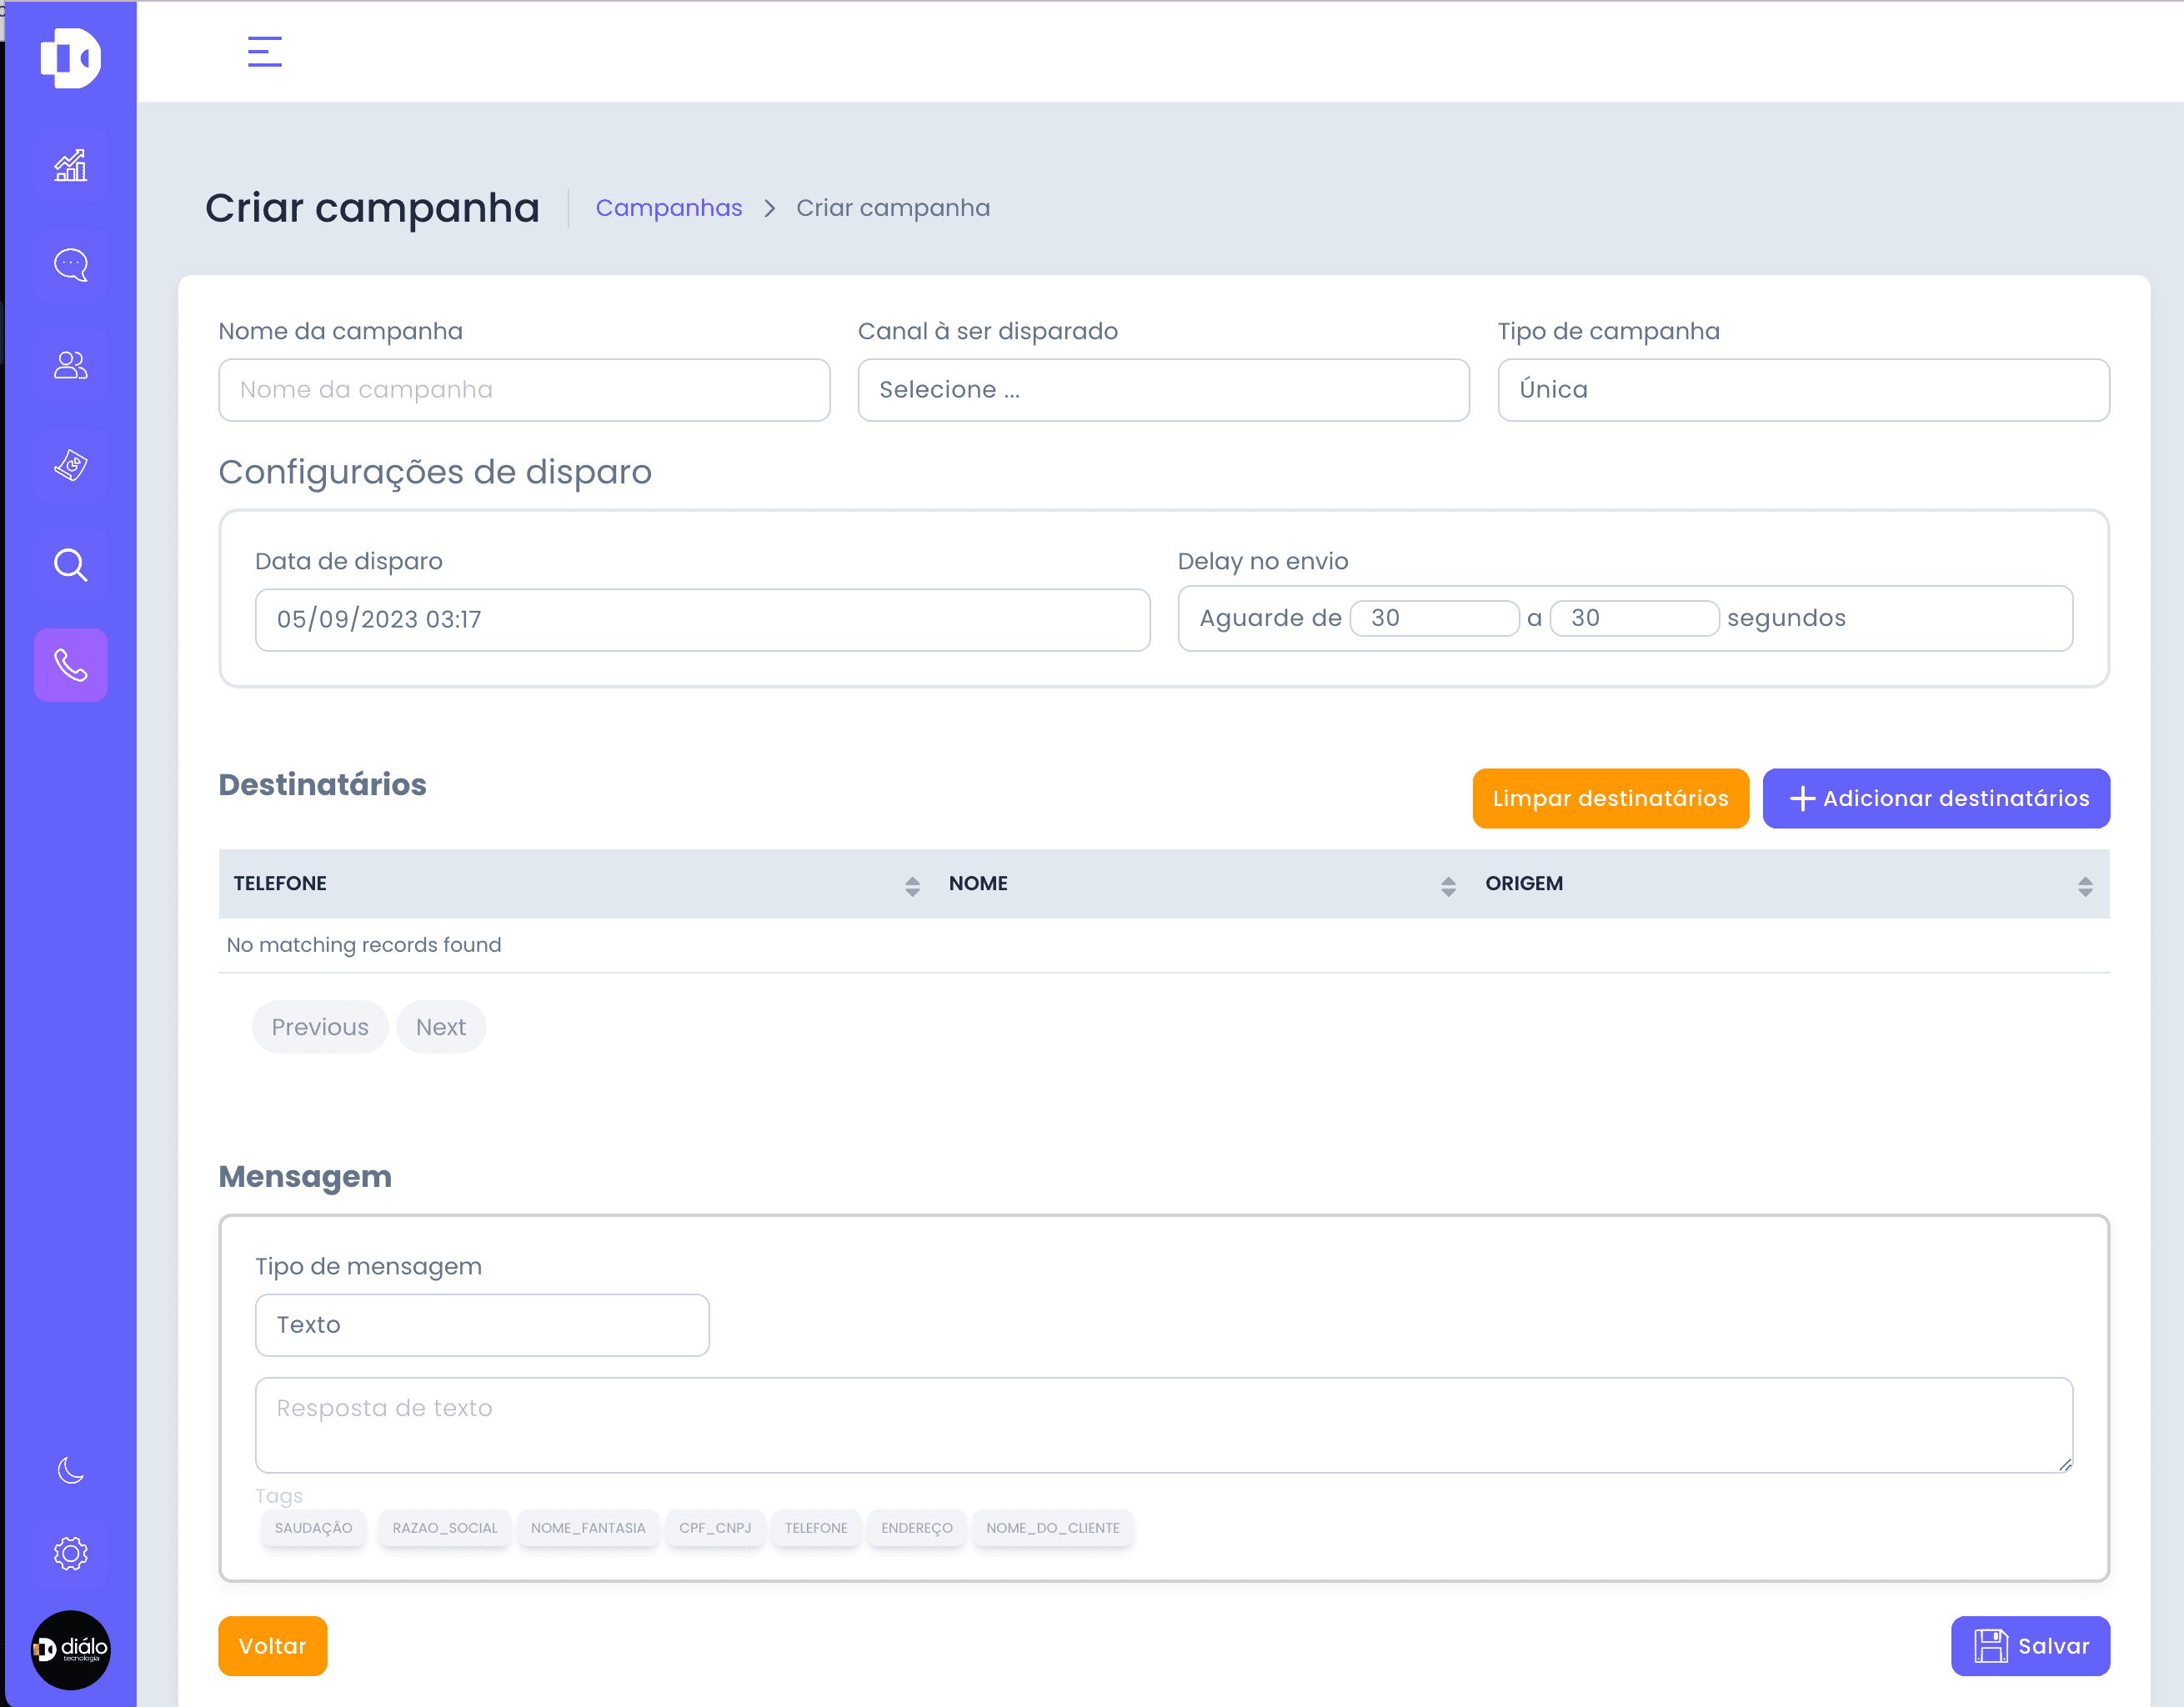 Criar campanha
Campanhas > Criar campanha
Nome da campanha
Canal à ser disparado
Tipo de campanha
Nome da campanha
Selecione ...
Única
Configurações de disparo
Data de disparo
Delay no envio
05/09/2023 03:17
Aguarde de 30 a 30 segundos
Destinatários
Limpar destinatários
Adicionar destinatários
TELEFONE
NOME
ORIGEM
No matching records found
Previous
Next
Mensagem
Tipo de mensagem
Texto
Resposta de texto
Tags
SAUDAÇÃO
RAZAO_SOCIAL
NOME_FANTASIA
CPF_CNPJ
TELEFONE
ENDEREÇO
NOME_DO_CLIENTE
Voltar
Salvar
diálo
tecnologia